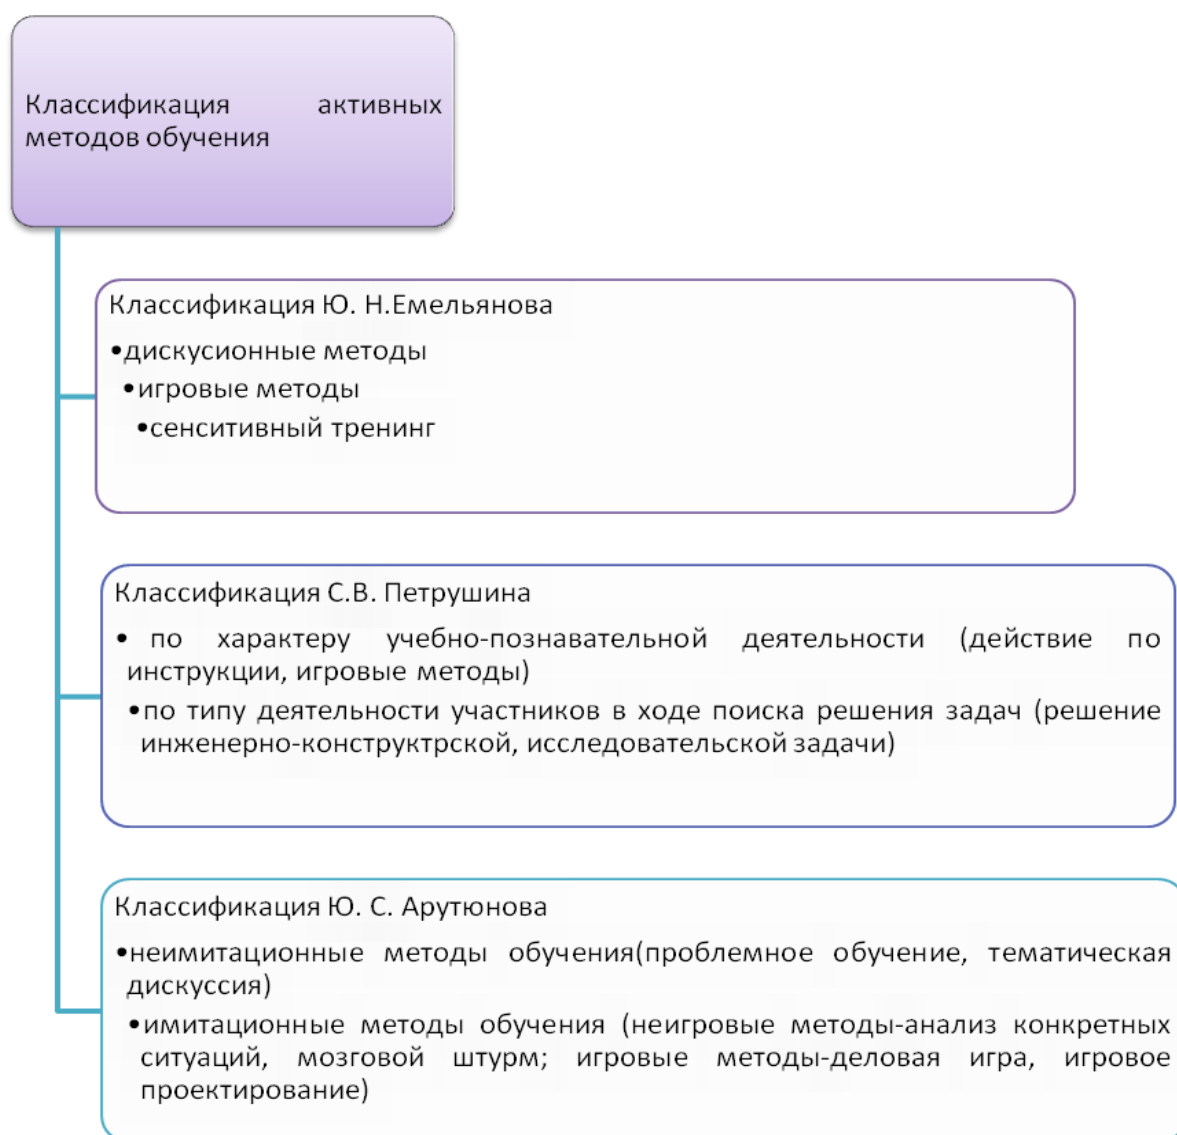 Классификация активных
методов обучения
Классификация Ю. Н.Емельянова
•дискусионные методы
•игровые методы
•сенситивный тренинг
Классификация С.В. Петрушина
• по характеру учебно-познавательной деятельности (действие по
инструкции, игровые методы)
•по типу деятельности участников в ходе поиска решения задач (решение
инженерно-конструктрской, исследовательской задачи)
Классификация Ю. С. Арутюнова
•неимитационные методы обучения(проблемное обучение, тематическая
дискуссия)
•имитационные методы обучения (неигровые методы-анализ конкретных
ситуаций, мозговой штурм; игровые методы-деловая игра, игровое
проектирование)